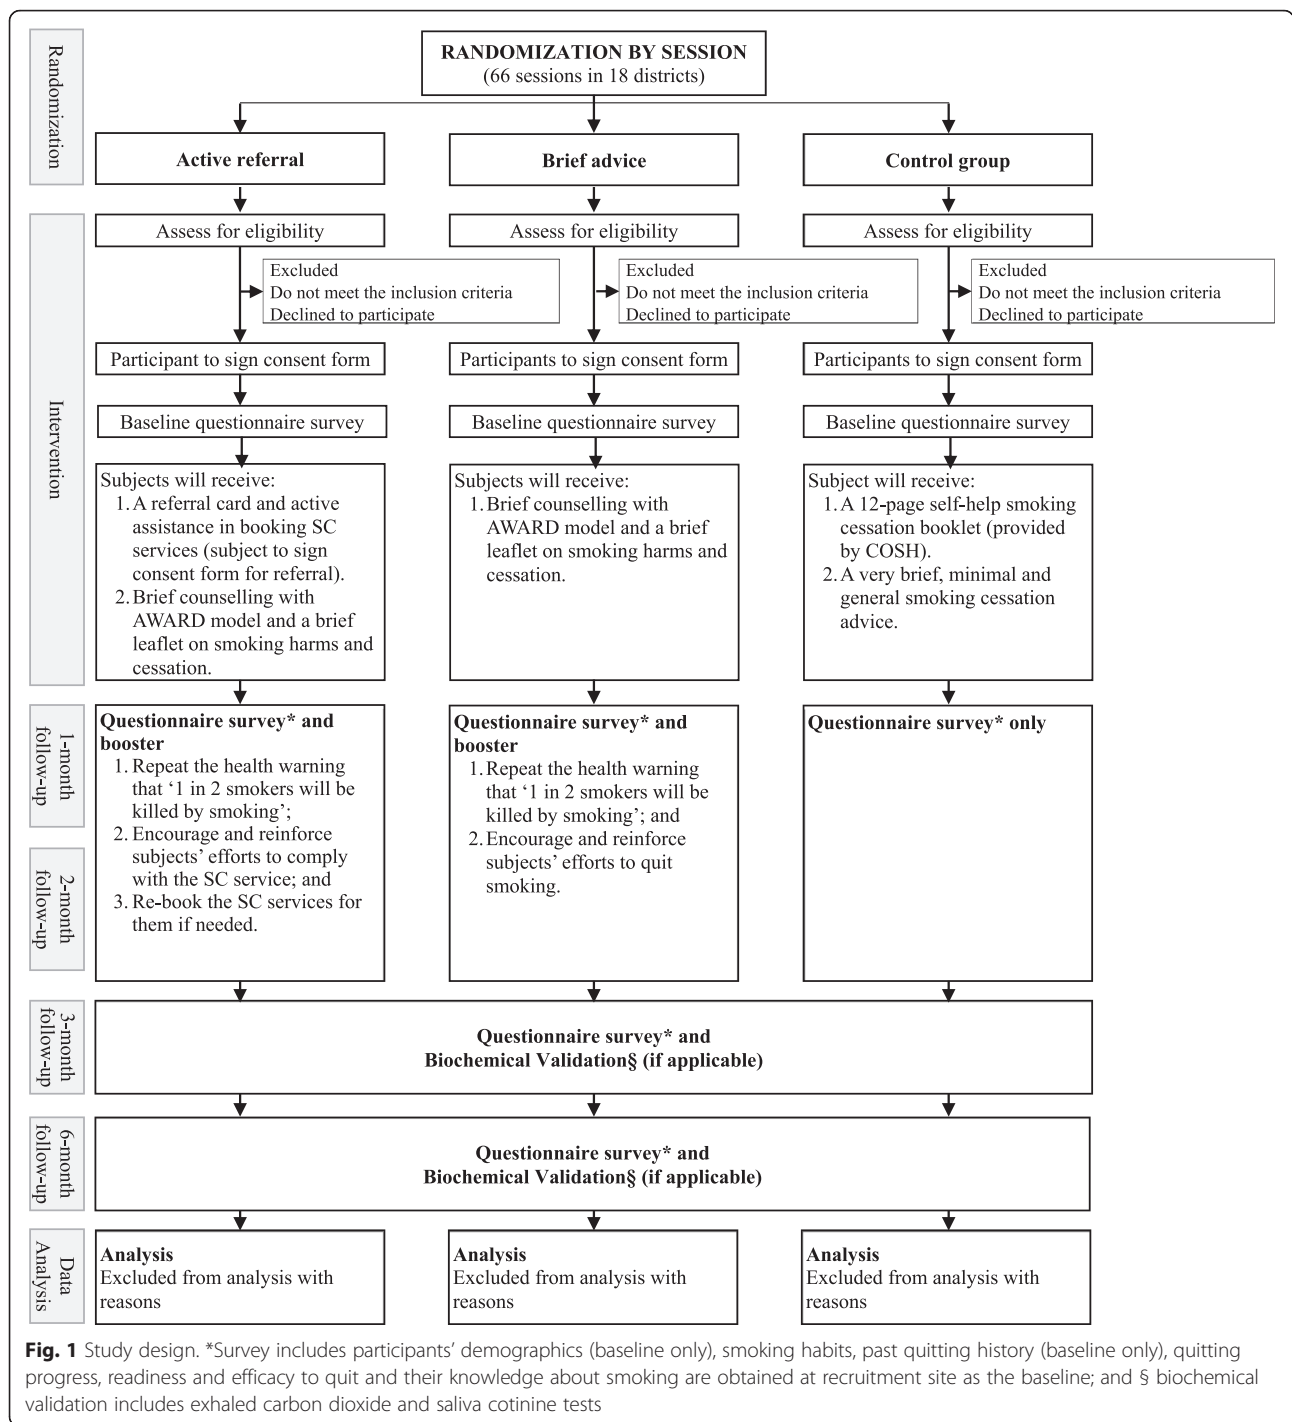 Randomization
RANDOMIZATION BY SESSION
(66 sessions in 18 districts)
Active referral
Brief advice
Control group
Intervention
Assess for eligibility
Assess for eligibility
Assess for eligibility
Excluded
Do not meet the inclusion criteria
Declined to participate
Excluded
Do not meet the inclusion criteria
Declined to participate
Excluded
Do not meet the inclusion criteria
Declined to participate
Participant to sign consent form
Participants to sign consent form
Participants to sign consent form
Baseline questionnaire survey
Baseline questionnaire survey
Baseline questionnaire survey
Subjects will receive:
1. A referral card and active
assistance in booking SC
services (subject to sign
consent form for referral).
2. Brief counselling with
AWARD model and a brief
leaflet on smoking harms and
cessation.
Subjects will receive:
1. Brief counselling with
AWARD model and a brief
leaflet on smoking harms and
cessation.
Subject will receive:
1. A 12-page self-help smoking
cessation booklet (provided
by COSH).
2. A very brief, minimal and
general smoking cessation
advice.
1-month
follow-up
2-month
follow-up
Questionnaire survey* and
booster
1. Repeat the health warning
that ‘1 in 2 smokers will be
killed by smoking’;
2. Encourage and reinforce
subjects’ efforts to comply
with the SC service; and
3. Re-book the SC services for
them if needed.
Questionnaire survey* and
booster
1. Repeat the health warning
that ‘1 in 2 smokers will be
killed by smoking’; and
2. Encourage and reinforce
subjects’ efforts to quit
smoking.
Questionnaire survey* only
3-month
follow-up
Questionnaire survey* and
Biochemical Validation§ (if applicable)
6-month
follow-up
Questionnaire survey* and
Biochemical Validation§ (if applicable)
Data
Analysis
Analysis
Excluded from analysis with
reasons
Analysis
Excluded from analysis with
reasons
Analysis
Excluded from analysis with
reasons
Fig. 1 Study design. *Survey includes participants’ demographics (baseline only), smoking habits, past quitting history (baseline only), quitting
progress, readiness and efficacy to quit and their knowledge about smoking are obtained at recruitment site as the baseline; and § biochemical
validation includes exhaled carbon dioxide and saliva cotinine tests